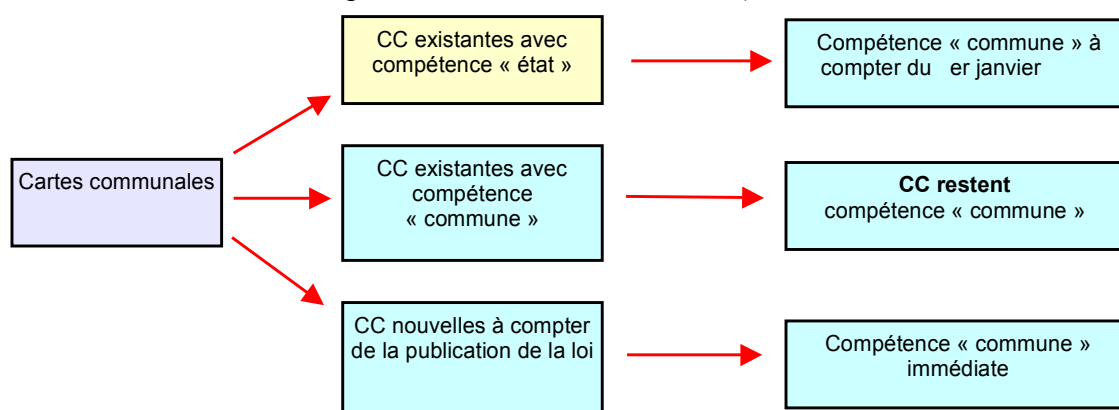 CC existantes avec
compétence « état »
Compétence « commune » à
compter du er janvier
Cartes communales
CC existantes avec
compétence
« commune »
CC restent
compétence « commune »
CC nouvelles à compter
de la publication de la loi
Compétence « commune »
immédiate